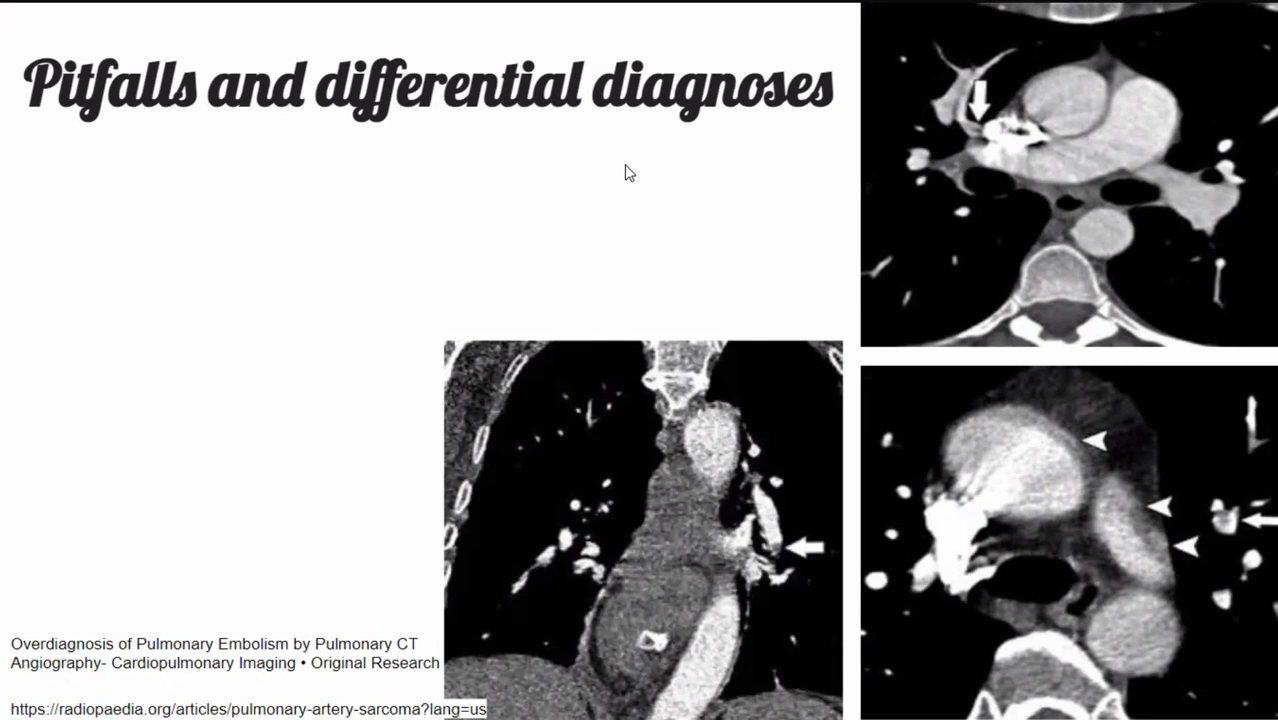 Pitfalls and differential diagnoses
Overdiagnosis of Pulmonary Embolism by Pulmonary CT
Angiography- Cardiopulmonary Imaging • Original Research
https://radiopaedia.org/articles/pulmonary-artery-sarcoma?lang=us